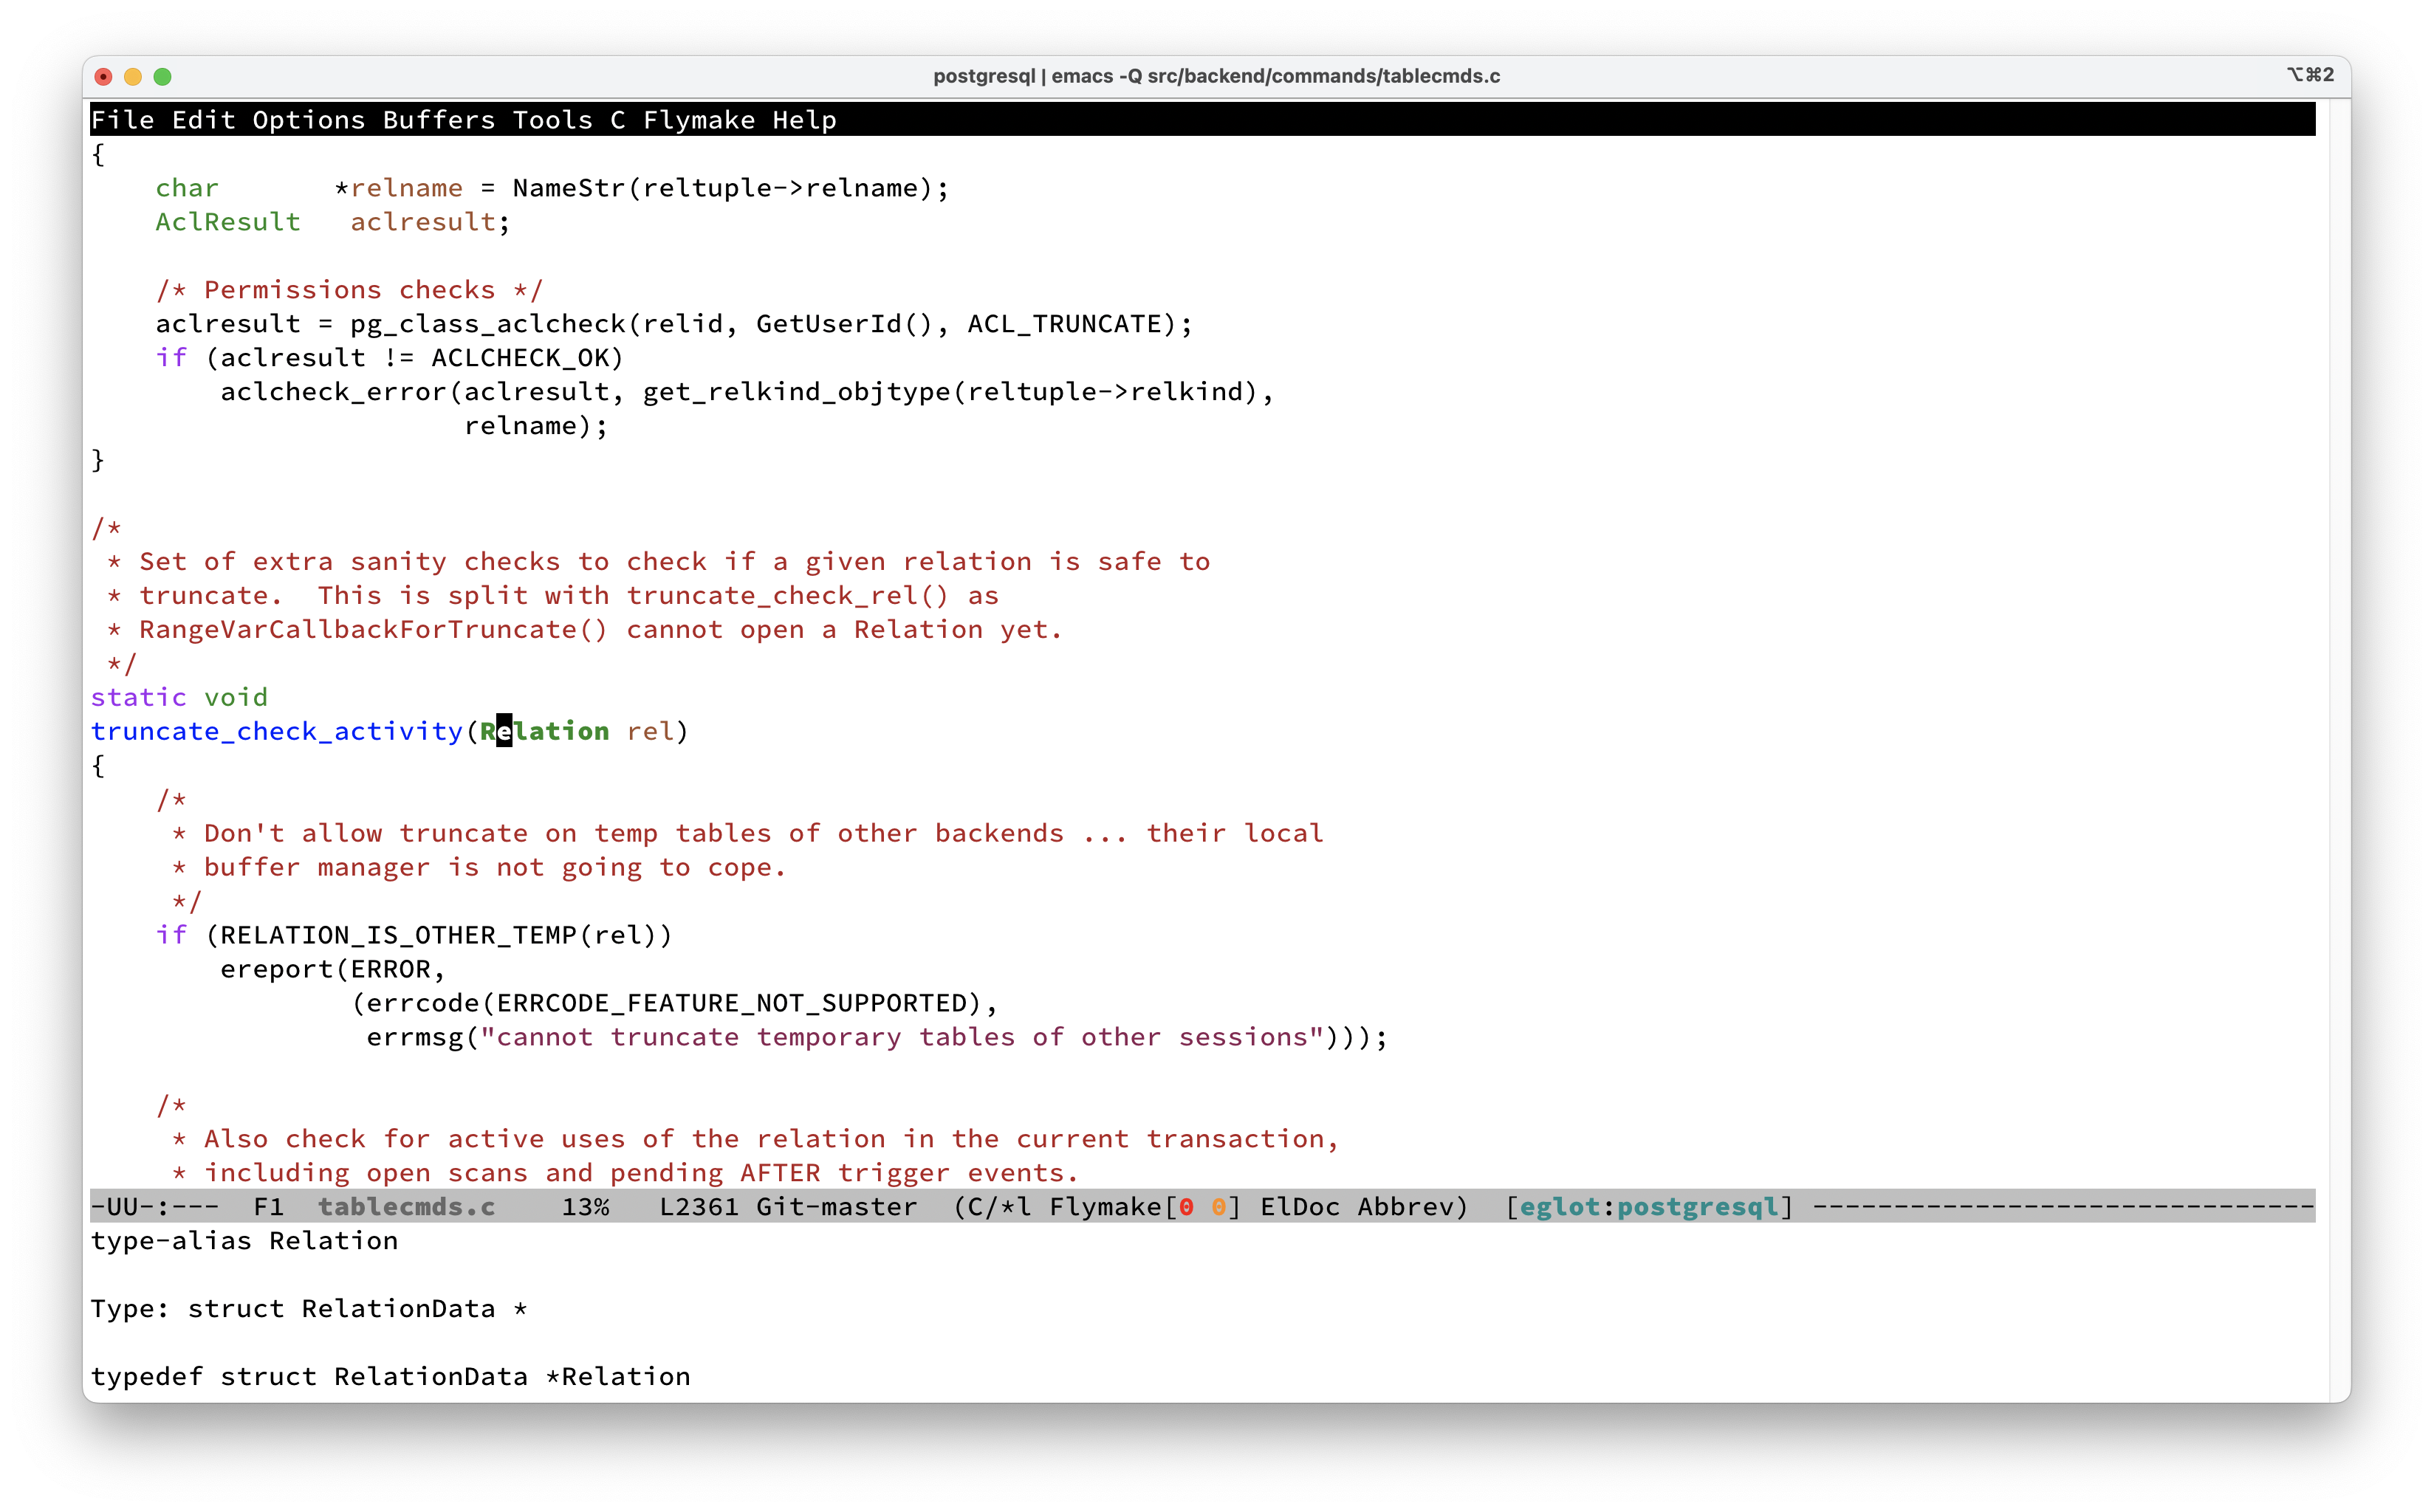 postgresql | emacs -Q src/backend/commands/tablecmds.c ⌥⌘2
File Edit Options Buffers Tools C Flymake Help
{
    char       *relname = NameStr(reltuple->relname);
    AclResult   aclresult;

    /* Permissions checks */
    aclresult = pg_class_aclcheck(relid, GetUserId(), ACL_TRUNCATE);
    if (aclresult != ACLCHECK_OK)
        aclcheck_error(aclresult, get_relkind_objtype(reltuple->relkind),
                       relname);
}

/*
 * Set of extra sanity checks to check if a given relation is safe to
 * truncate.  This is split with truncate_check_rel() as
 * RangeVarCallbackForTruncate() cannot open a Relation yet.
 */
static void
truncate_check_activity(Relation rel)
{
    /*
     * Don't allow truncate on temp tables of other backends ... their local
     * buffer manager is not going to cope.
     */
    if (RELATION_IS_OTHER_TEMP(rel))
        ereport(ERROR,
                (errcode(ERRCODE_FEATURE_NOT_SUPPORTED),
                 errmsg("cannot truncate temporary tables of other sessions")));

    /*
     * Also check for active uses of the relation in the current transaction,
     * including open scans and pending AFTER trigger events.
-UU-:---  F1  tablecmds.c    13%   L2361 Git-master  (C/*l Flymake[0 0] ElDoc Abbrev)  [eglot:postgresql] -------------------------------
type-alias Relation

Type: struct RelationData *

typedef struct RelationData *Relation